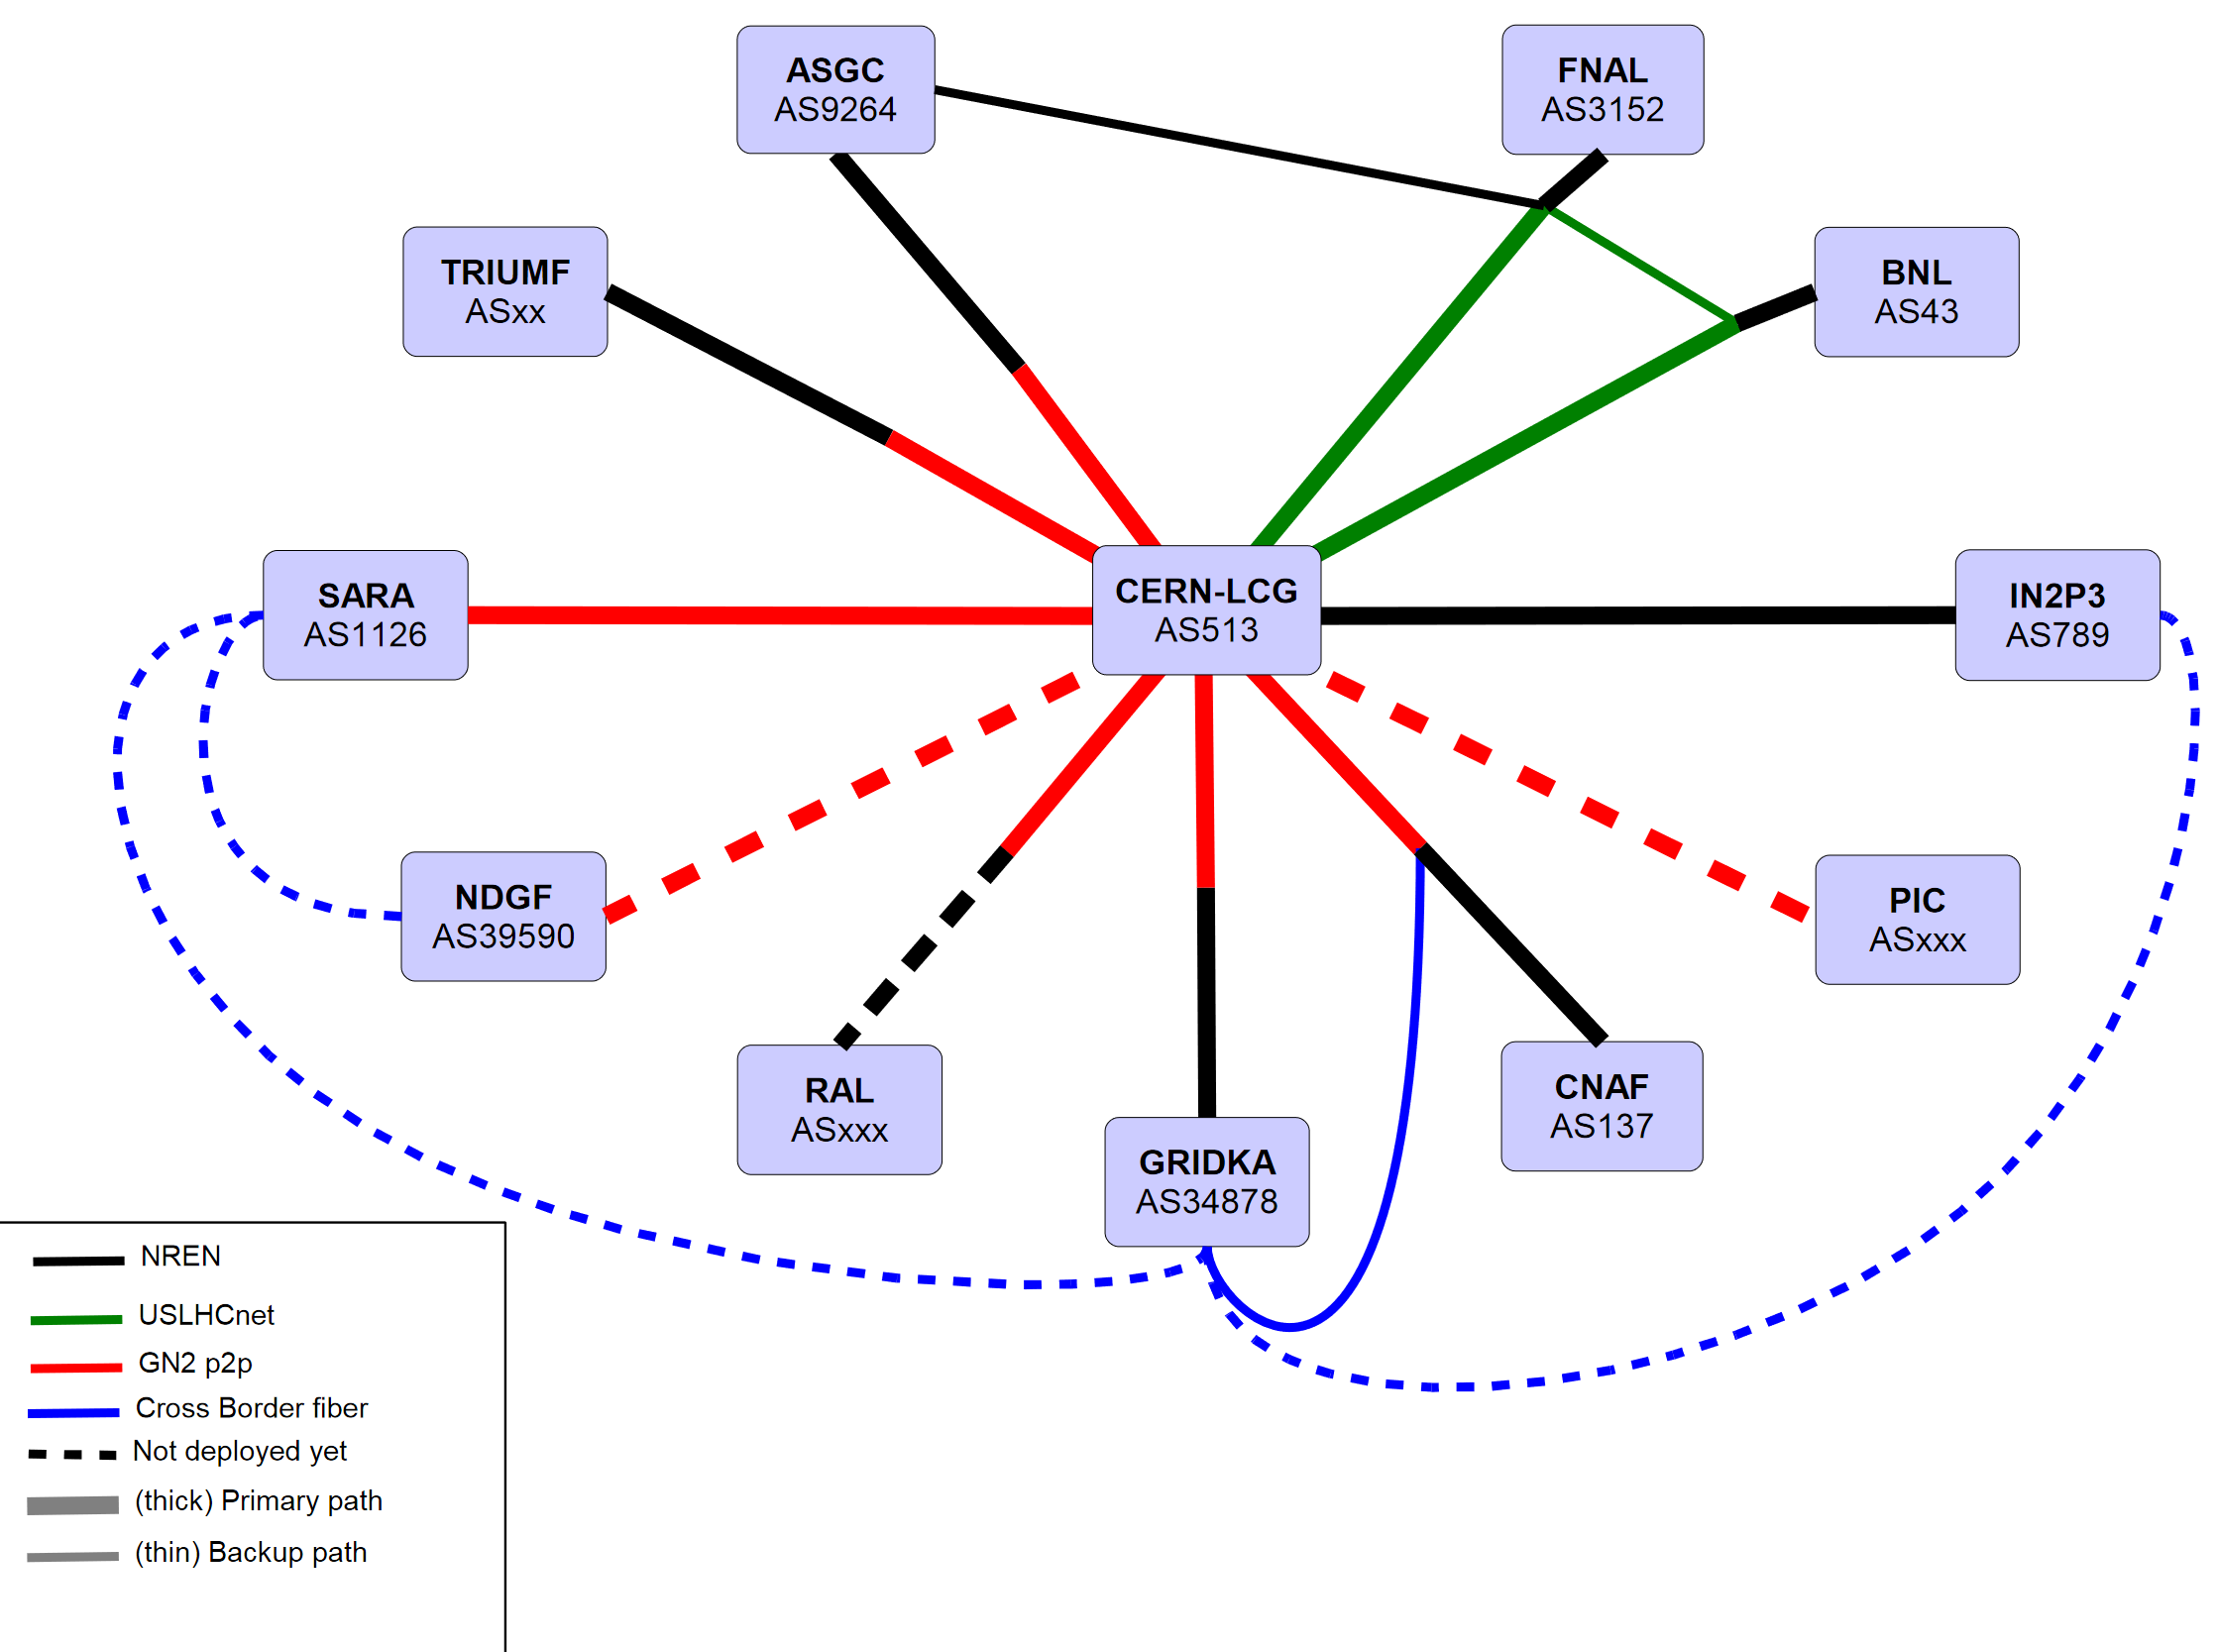 ASGC
AS9264
FNAL
AS3152
TRIUMF
ASxx
BNL
AS43
SARA
AS1126
CERN-LCG
AS513
IN2P3
AS789
NDGF
AS39590
PIC
ASxxx
RAL
ASxxx
GRIDKA
AS34878
CNAF
AS137
NREN
USLHCnet
GN2 p2p
Cross Border fiber
Not deployed yet
(thick) Primary path
(thin) Backup path